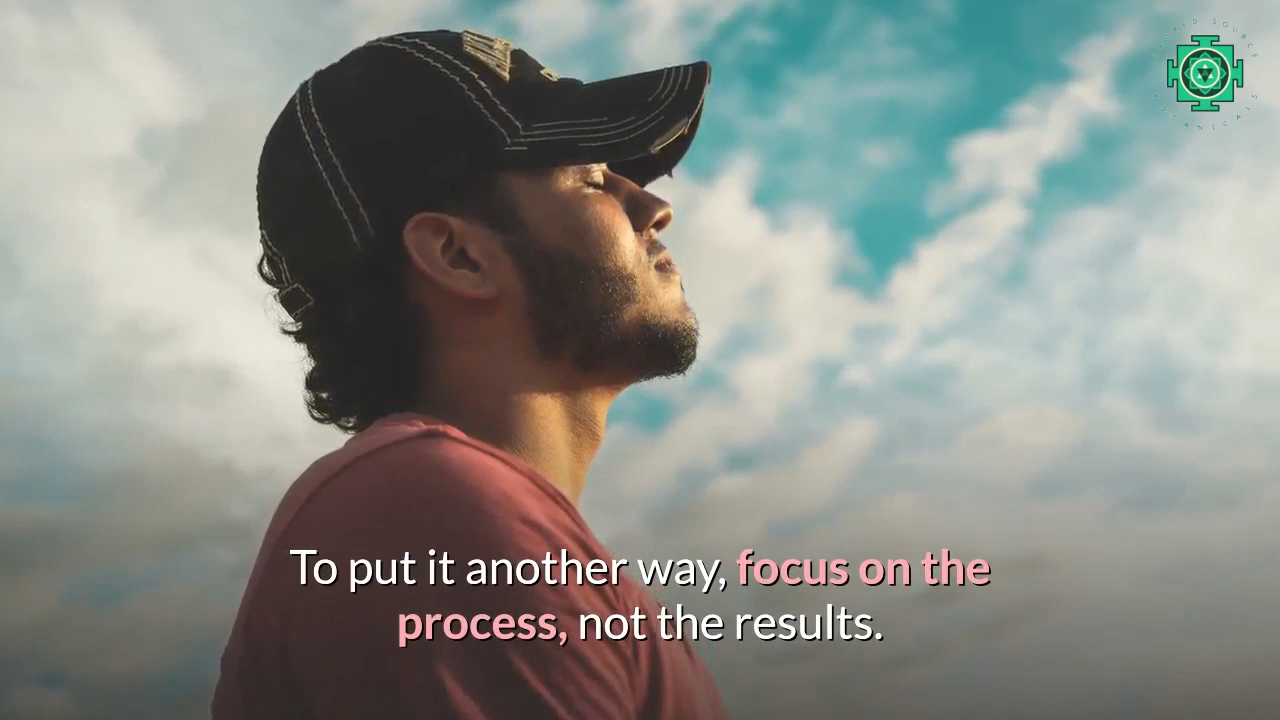 To put it another way, focus on the
process, not the results.